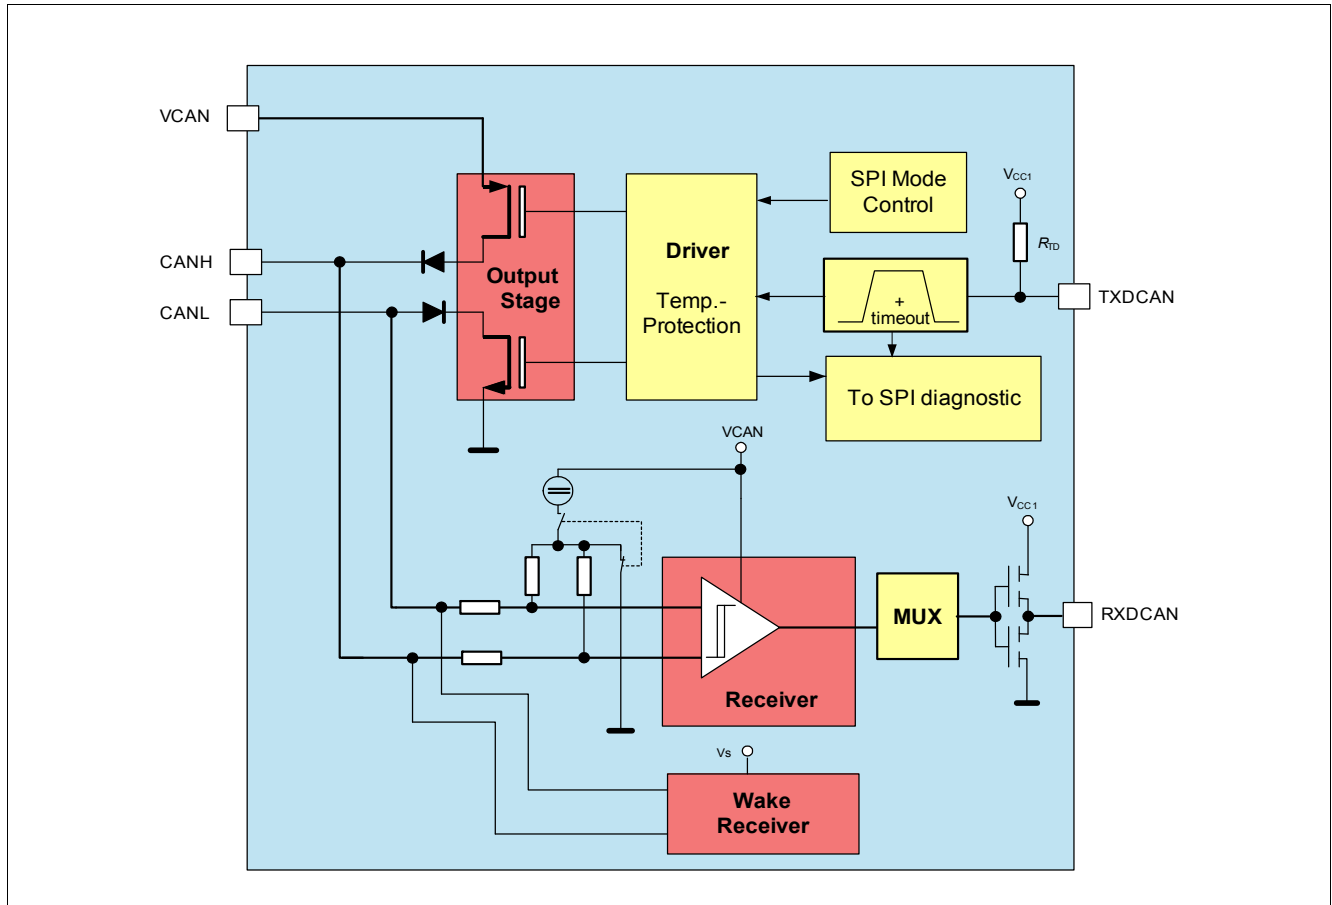 VCAN
SPI Mode
Control
VCC1
RTD
CANH
Driver
Output
Stage
Temp.-
Protection
+
timeout
TXDCAN
CANL
To SPI diagnostic
VCAN
VCC1
MUX
RXDCAN
Receiver
Vs
Wake
Receiver